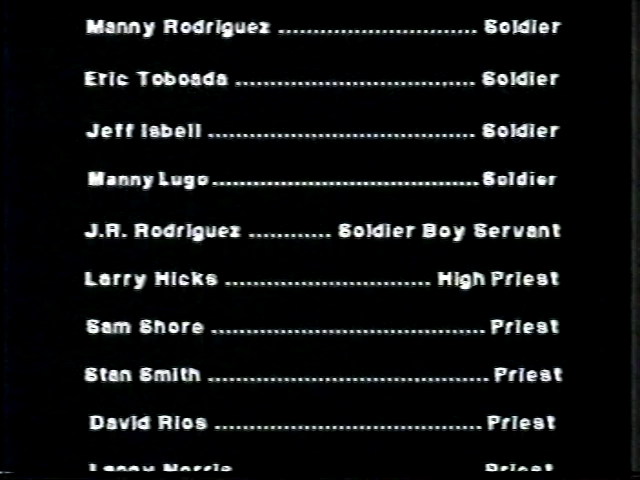 Manny Rodriguez ............................ Soldier
Eric Toboada .................................. Soldier
Jeff Isbell ...................................... Soldier
Manny Lugo...................................... Soldier
J.R. Rodriguez ............ Soldier Boy Servant
Larry Hicks ............................. High Priest
Sam Shore ....................................... Priest
Stan Smith ........................................ Priest
David Rios ...................................... Priest
Priest